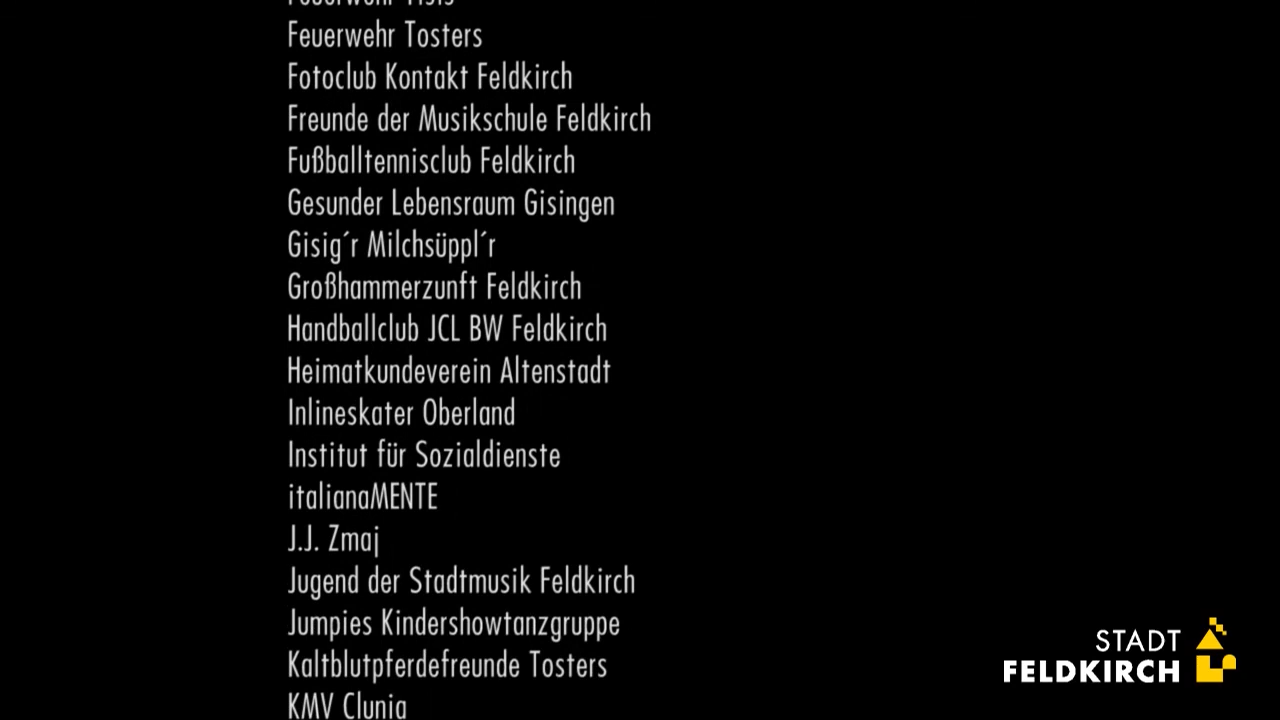 Feuerwehr Tisis
Feuerwehr Tosters
Fotoclub Kontakt Feldkirch
Freunde der Musikschule Feldkirch
Fußballtennisclub Feldkirch
Gesunder Lebensraum Gisingen
Gisig´r Milchsüppl´r
Großhammerzunft Feldkirch
Handballclub JCL BW Feldkirch
Heimatkundeverein Altenstadt
Inlineskater Oberland
Institut für Sozialdienste
italianaMENTE
J.J. Zmaj
Jugend der Stadtmusik Feldkirch
Jumpies Kindershowtanzgruppe
Kaltblutpferdefreunde Tosters
KMV Clunia
STADT
FELDKIRCH